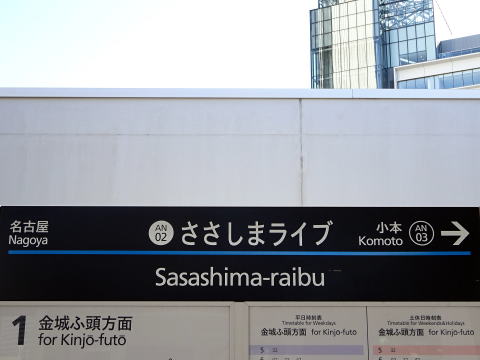 名古屋
Nagoya
AN
02
ささしまライブ
小本
Komoto
AN
03
Sasashima-raibu
1 金城ふ頭方面
for Kinjō-futō
平日時刻表
Timetable for Weekdays
金城ふ頭方面 for Kinjō-futō
5
土休日時刻表
Timetable for Weekends&Holidays
金城ふ頭方面 for Kinjō-futō
5